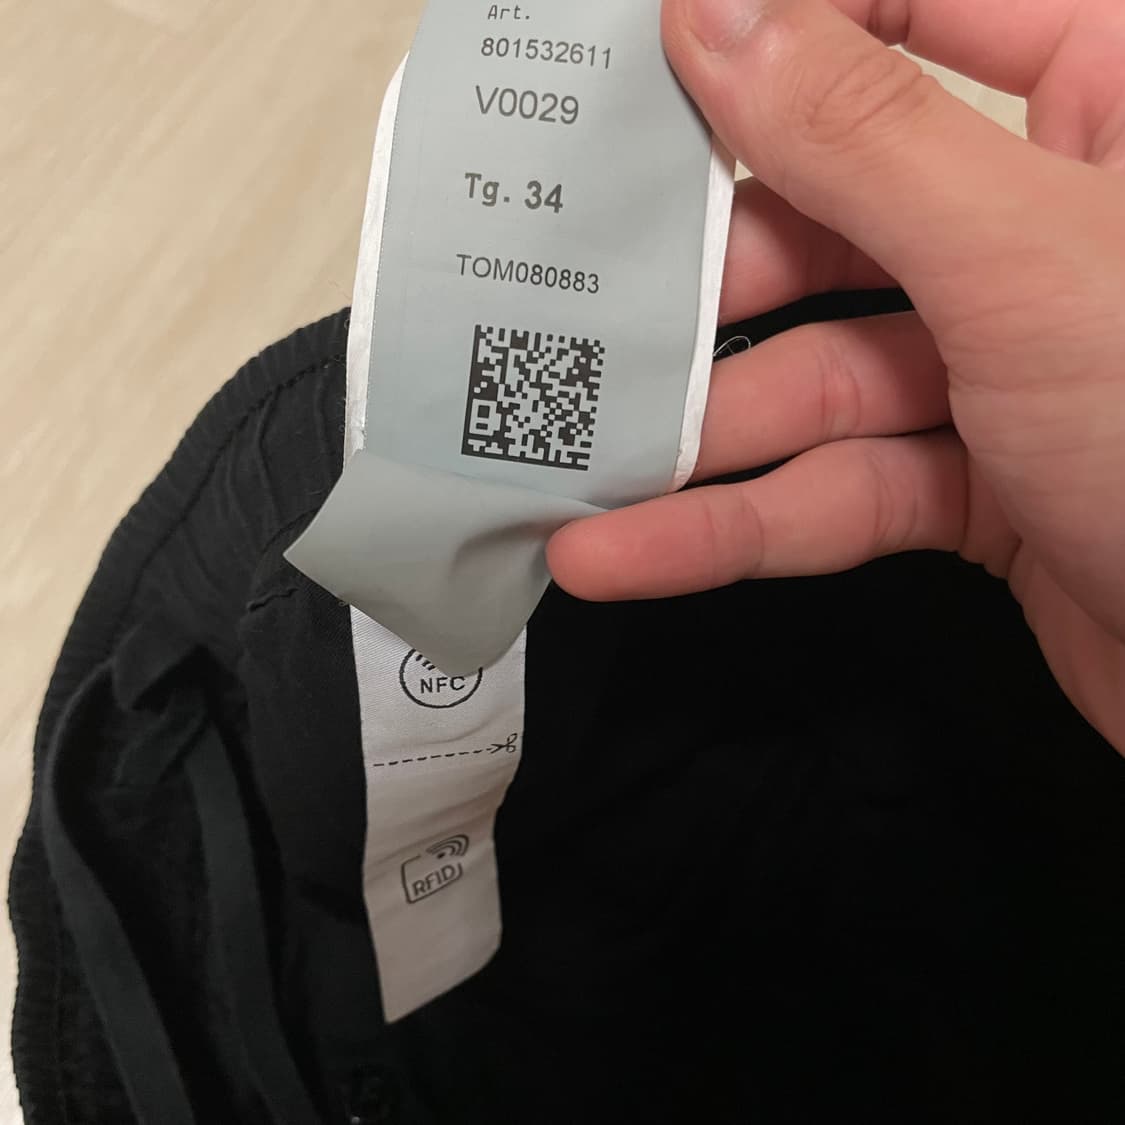 Art.
801532611
V0029
Tg. 34
TOM080883
NFC
RFID